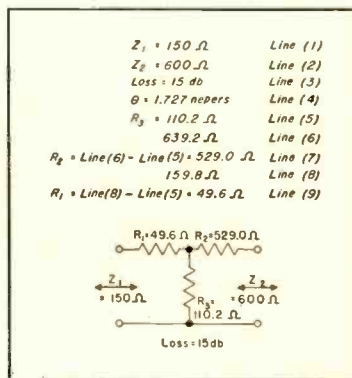 Z₁ = 150 Ω Line (1)
Z₂ = 600 Ω Line (2)
Loss = 15 db Line (3)
θ = 1.727 nepers Line (4)
R₃ = 110.2 Ω Line (5)
639.2 Ω Line (6)
R₂ = Line(6) - Line(5) = 529.0 Ω Line (7)
159.8 Ω Line (8)
R₁ = Line(8) - Line(5) = 49.6 Ω Line (9)
R₁=49.6 Ω R₂=529.0Ω
Z₁ = 150 Ω
R₃= 110.2 Ω
Z₂ = 600 Ω
Loss = 15 db